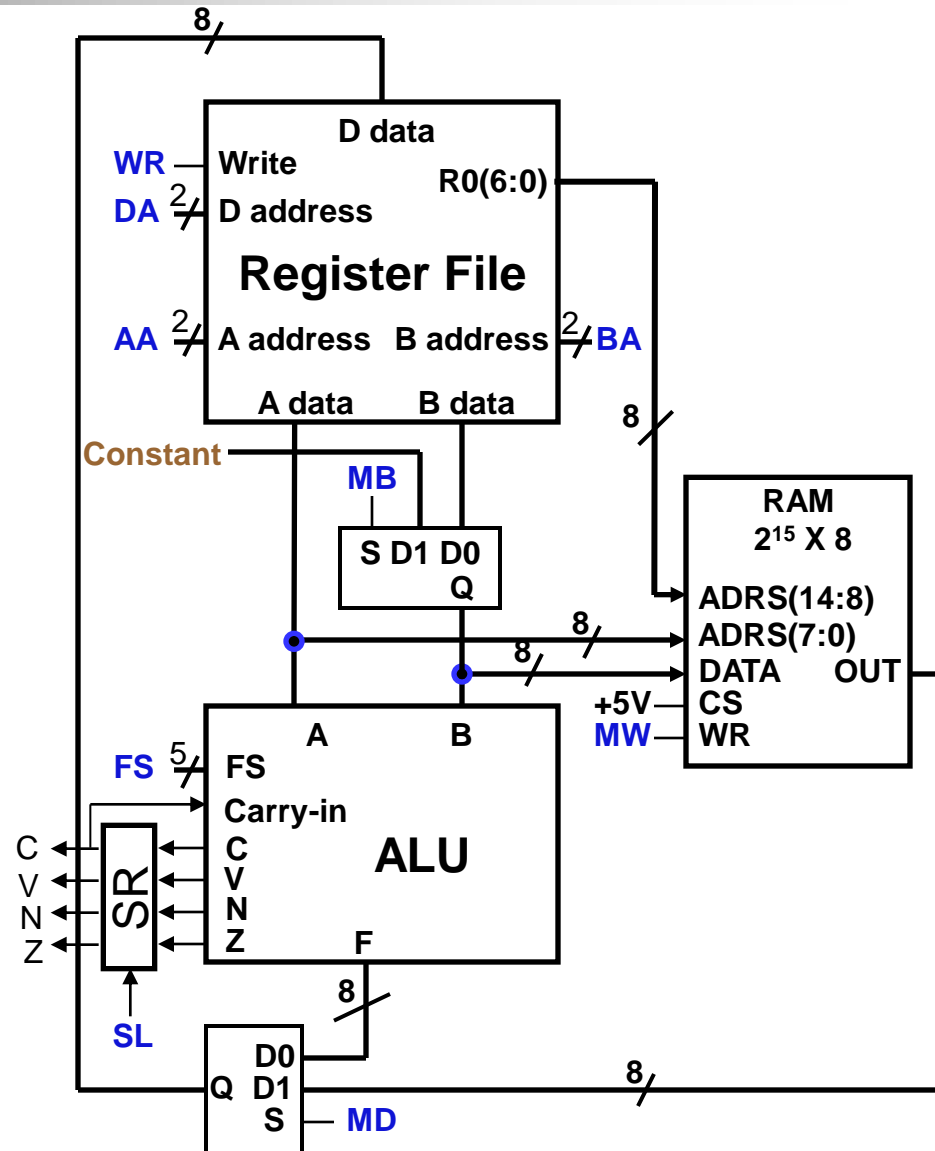 8
D data
WR Write
R0(6:0)
DA 2 D address
Register File
AA 2 A address B address 2 BA
A data B data
8
Constant
MB
S D1 D0
Q
RAM
2¹⁵ X 8
ADRS(14:8)
8 ADRS(7:0)
8 DATA OUT
+5V CS
MW WR
A B
FS 5 FS
Carry-in
ALU
C C
V V
N N
Z Z
SR
F
8
SL
D0
Q D1
8
S MD